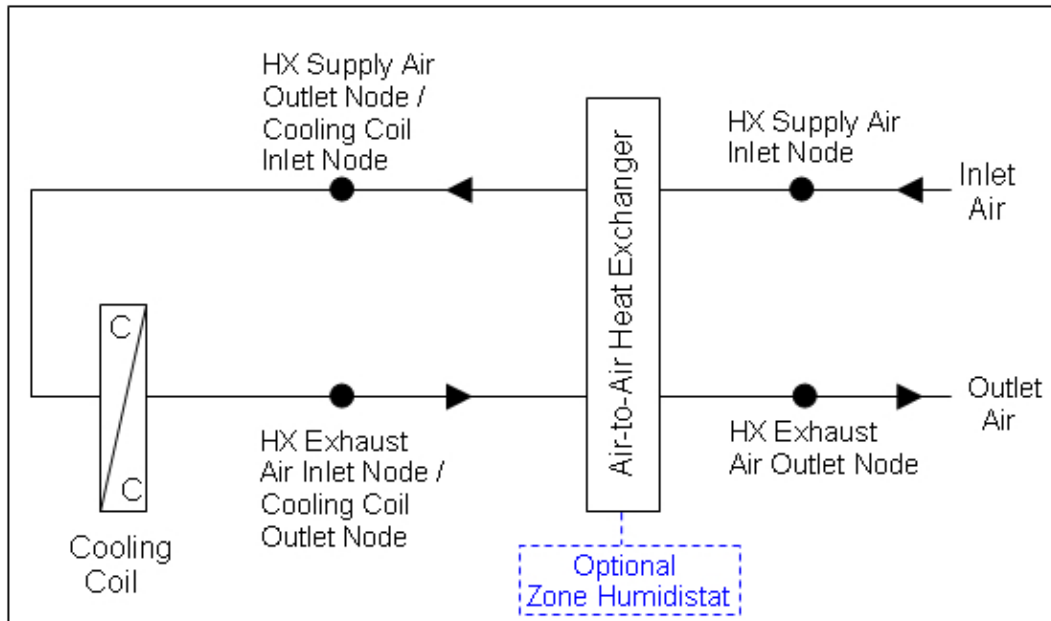 HX Supply Air
Outlet Node /
Cooling Coil
Inlet Node
HX Supply Air
Inlet Node
Inlet
Air
Air-to-Air Heat Exchanger
C
C
Cooling
Coil
HX Exhaust
Air Inlet Node /
Cooling Coil
Outlet Node
HX Exhaust
Air Outlet Node
Outlet
Air
Optional
Zone Humidistat